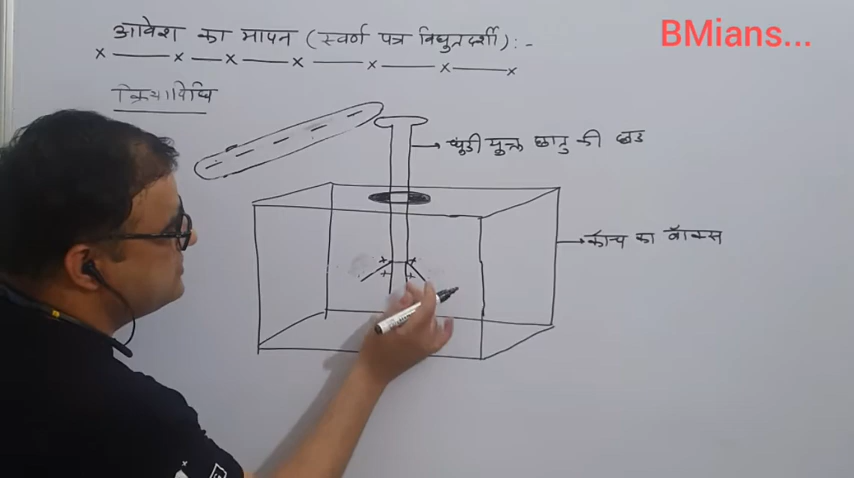 आवेश का मापन (स्वर्ण पत्र विद्युतदर्शी) :-
BMians...
क्रियाविधि
युक्त धातु की छड़
काँच का बॉक्स